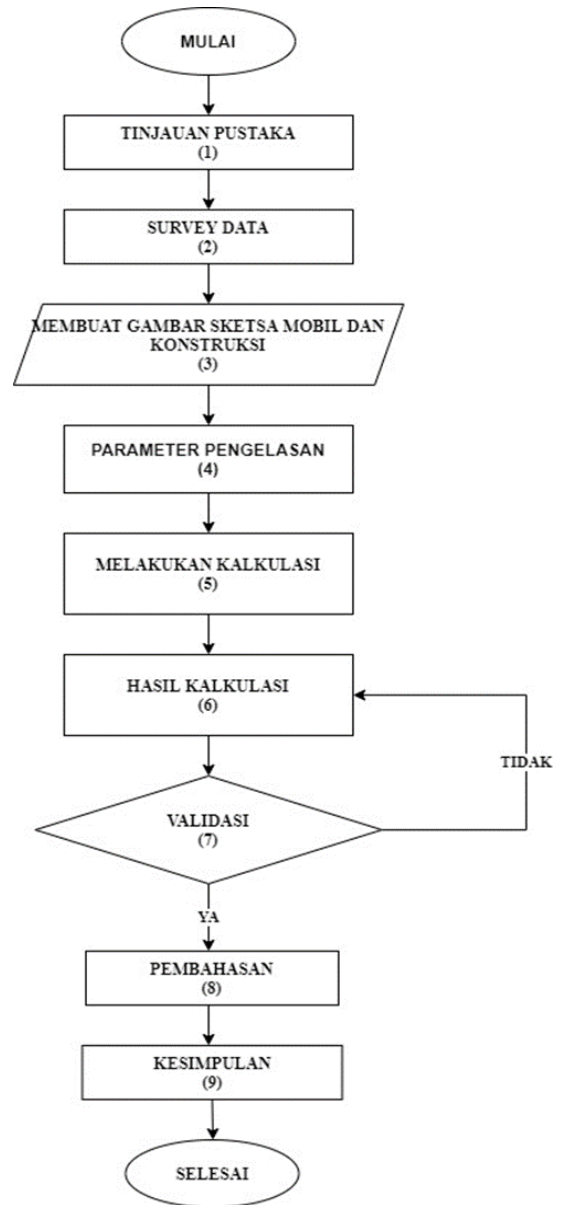 MULAI
TINJAUAN PUSTAKA
(1)
SURVEY DATA
(2)
MEMBUAT GAMBAR SKETSA MOBIL DAN
KONSTRUKSI
(3)
PARAMETER PENGELASAN
(4)
MELAKUKAN KALKULASI
(5)
HASIL KALKULASI
(6)
TIDAK
VALIDASI
(7)
YA
PEMBAHASAN
(8)
KESIMPULAN
(9)
SELESAI